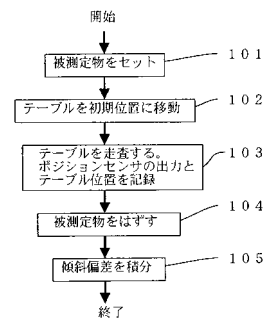 開始
被測定物をセット
101
テーブルを初期位置に移動
102
テーブルを走査する。
ポジションセンサの出力と
テーブル位置を記録
103
被測定物をはずす
104
傾斜偏差を積分
105
終了